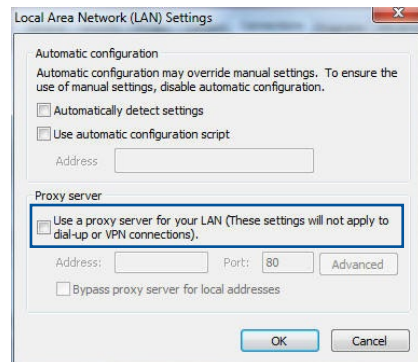 Local Area Network (LAN) Settings
Automatic configuration
Automatic configuration may override manual settings. To ensure the
use of manual settings, disable automatic configuration.
Automatically detect settings
Use automatic configuration script
Address
Proxy server
Use a proxy server for your LAN (These settings will not apply to
dial-up or VPN connections).
Address: Port: 80 Advanced
Bypass proxy server for local addresses
OK Cancel